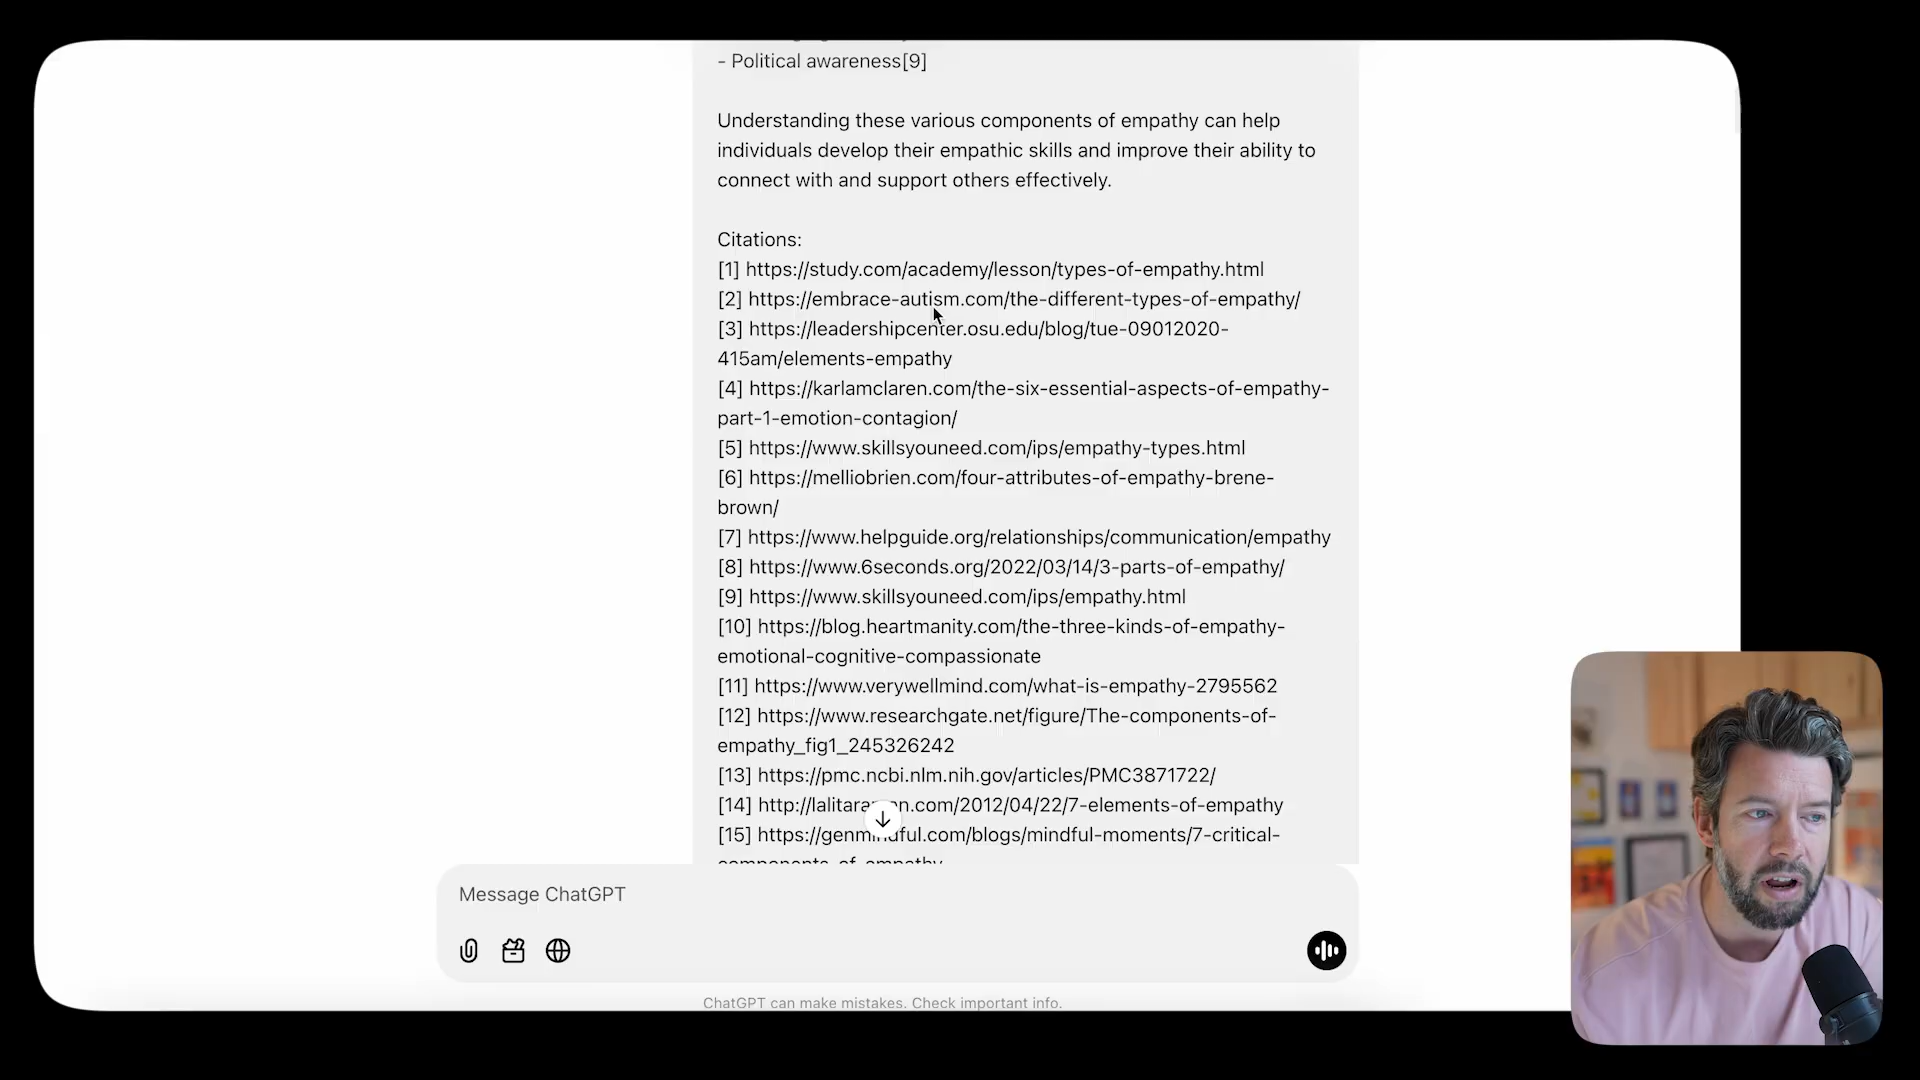 - Political awareness[9]
Understanding these various components of empathy can help
individuals develop their empathic skills and improve their ability to
connect with and support others effectively.
Citations:
[1] https://study.com/academy/lesson/types-of-empathy.html
[2] https://embrace-autism.com/the-different-types-of-empathy/
[3] https://leadershipcenter.osu.edu/blog/tue-09012020-
415am/elements-empathy
[4] https://karlamclaren.com/the-six-essential-aspects-of-empathy-
part-1-emotion-contagion/
[5] https://www.skillsyouneed.com/ips/empathy-types.html
[6] https://melliobrien.com/four-attributes-of-empathy-brene-
brown/
[7] https://www.helpguide.org/relationships/communication/empathy
[8] https://www.6seconds.org/2022/03/14/3-parts-of-empathy/
[9] https://www.skillsyouneed.com/ips/empathy.html
[10] https://blog.heartmanity.com/the-three-kinds-of-empathy-
emotional-cognitive-compassionate
[11] https://www.verywellmind.com/what-is-empathy-2795562
[12] https://www.researchgate.net/figure/The-components-of-
empathy_fig1_245326242
[13] https://pmc.ncbi.nlm.nih.gov/articles/PMC3871722/
[14] /2012/04/22/7-elements-of-empathy
[15] https://genmindful.com/blogs/mindful-moments/7-critical-
components-of-empathy
Message ChatGPT
ChatGPT can make mistakes. Check important info.